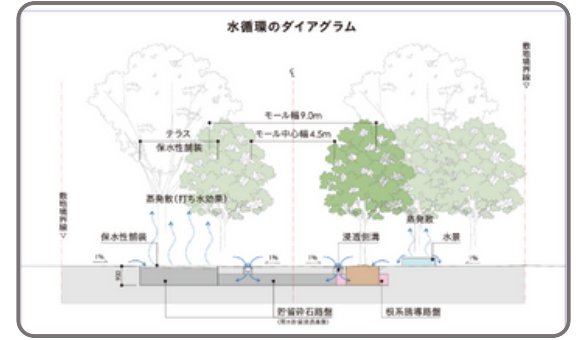 水循環のダイアグラム
敷地境界線
℄
モール幅9.0m
テラス
保水性舗装
モール中心幅4.5m
蒸発散(打ち水効果)
蒸発散
敷地境界線
保水性舗装
浸透側溝
水景
1%
1%
1%
1%
貯留砕石路盤
根系誘導路盤